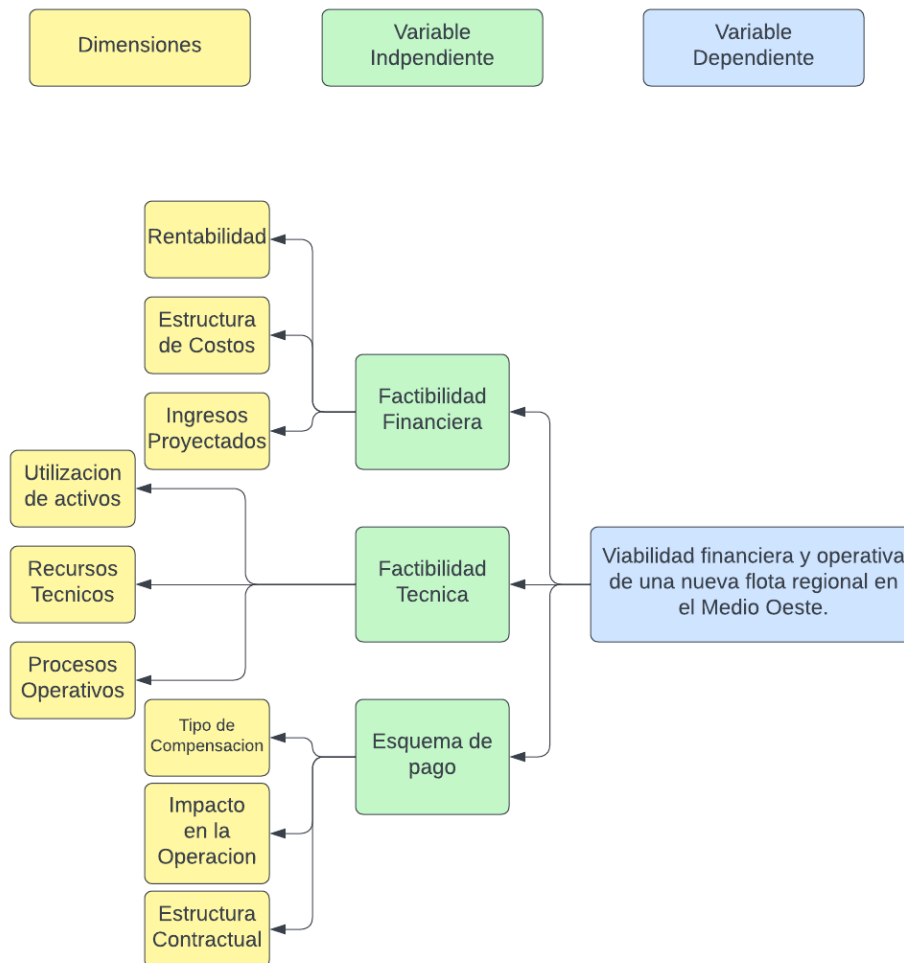 Dimensiones
Variable
Indpendiente
Variable
Dependiente
Rentabilidad
Estructura
de Costos
Ingresos
Proyectados
Factibilidad
Financiera
Utilizacion
de activos
Recursos
Tecnicos
Procesos
Operativos
Factibilidad
Tecnica
Viabilidad financiera y operativa
de una nueva flota regional en
el Medio Oeste.
Tipo de
Compensacion
Impacto
en la
Operacion
Estructura
Contractual
Esquema de
pago